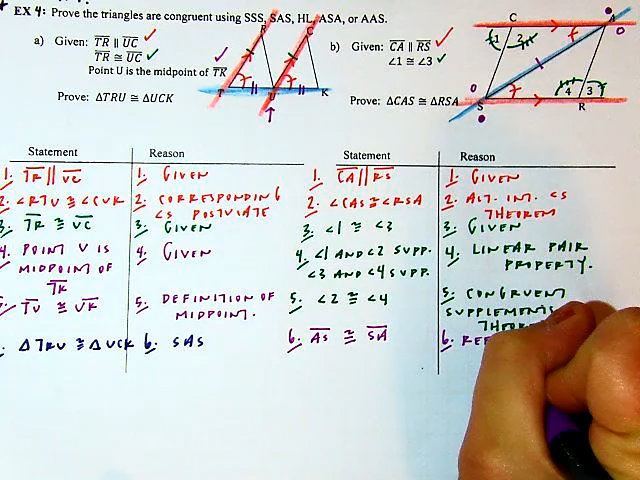 EX 4: Prove the triangles are congruent using SSS, SAS, HL, ASA, or AAS.
a) Given: TR ∥ UC
TR ≅ UC
Point U is the midpoint of TK
Prove: ΔTRU ≅ ΔUCK
R C
T U K
b) Given: CA ∥ RS
∠1 ≅ ∠3
Prove: ΔCAS ≅ ΔRSA
C A
1 2
4 3
S R
Statement Reason
1. TR ∥ UC 1. GIVEN
2. ∠RTU ≅ ∠CUK 2. CORRESPONDING
∠S POSTULATE
3. TR ≅ UC 3. GIVEN
4. POINT U IS 4. GIVEN
MIDPOINT OF
TK
5. TU ≅ UK 5. DEFINITION OF
MIDPOINT.
. ΔTRU ≅ ΔUCK 6. SAS
Statement Reason
1. CA ∥ RS 1. GIVEN
2. ∠CAS ≅ ∠RSA 2. ALT. INT. ∠S
THEOREM
3. ∠1 ≅ ∠3 3. GIVEN
4. ∠1 AND ∠2 SUPP. 4. LINEAR PAIR
∠3 AND ∠4 SUPP. PROPERTY.
5. ∠2 ≅ ∠4 5. CONGRUENT
SUPPLEMENTS
6. AS ≅ SA 6.